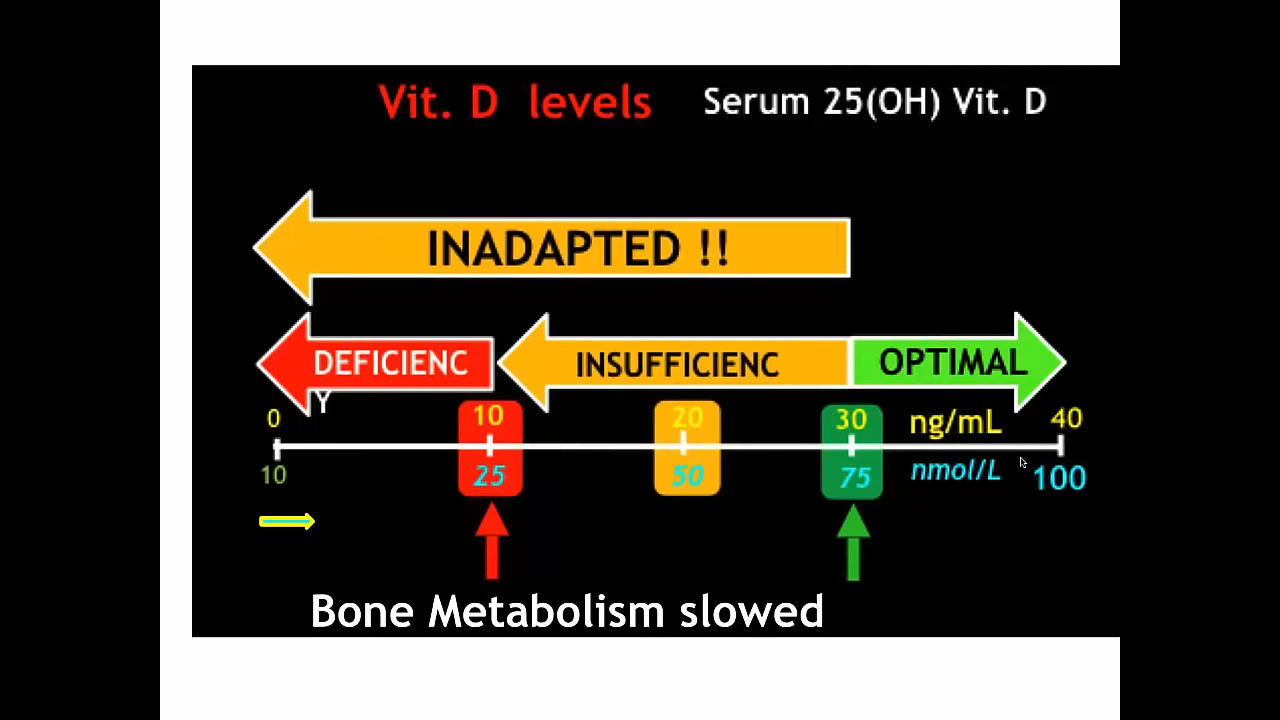 Vit. D levels Serum 25(OH) Vit. D
INADAPTED !!
DEFICIENC
Y
INSUFFICIENC
OPTIMAL
0 10 20 30 ng/mL 40
10 25 50 75 nmol/L 100
Bone Metabolism slowed